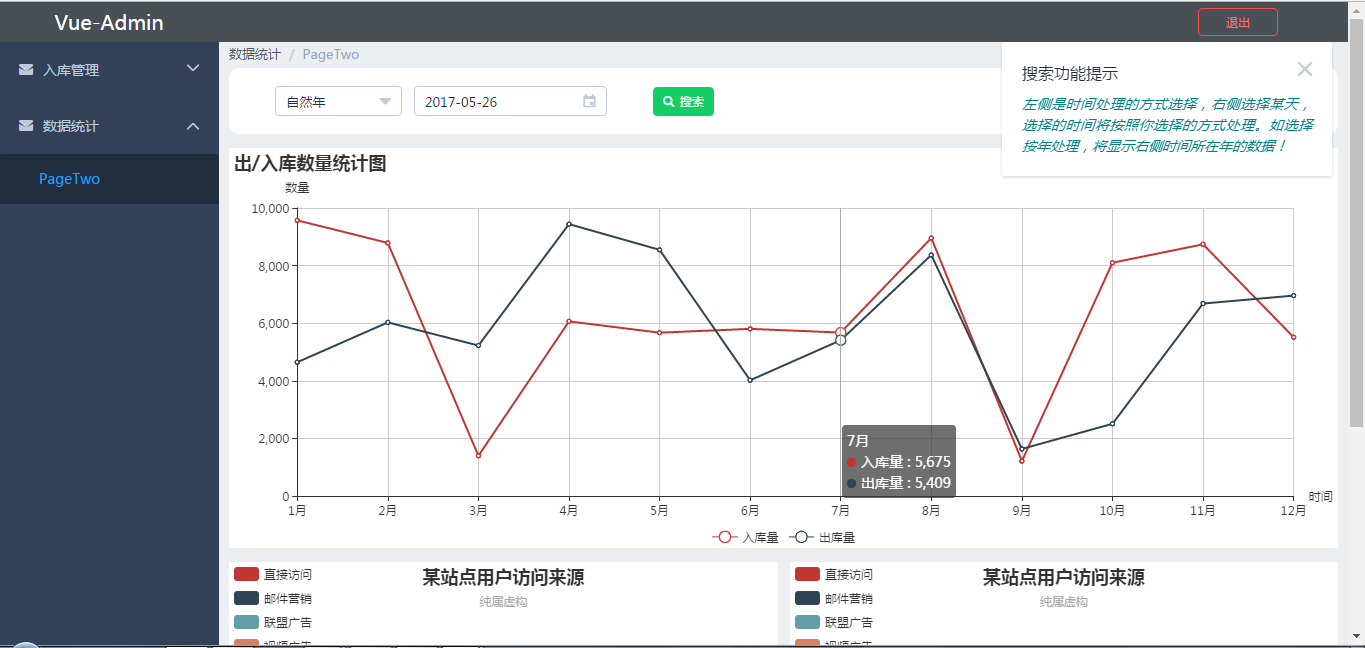 Vue-Admin
退出
入库管理
数据统计
PageTwo
数据统计 / PageTwo
自然年
2017-05-26
搜索
搜索功能提示
左侧是时间处理的方式选择，右侧选择某天，
选择的时间将按照你选择的方式处理。如选择
按年处理，将显示右侧时间所在年的数据！
出/入库数量统计图
数量
10,000
8,000
6,000
4,000
2,000
0
7月
入库量 : 5,675
出库量 : 5,409
1月 2月 3月 4月 5月 6月 7月 8月 9月 10月 11月 12月
时间
入库量 出库量
直接访问
邮件营销
联盟广告
视频广告
某站点用户访问来源
纯属虚构
直接访问
邮件营销
联盟广告
视频广告
某站点用户访问来源
纯属虚构